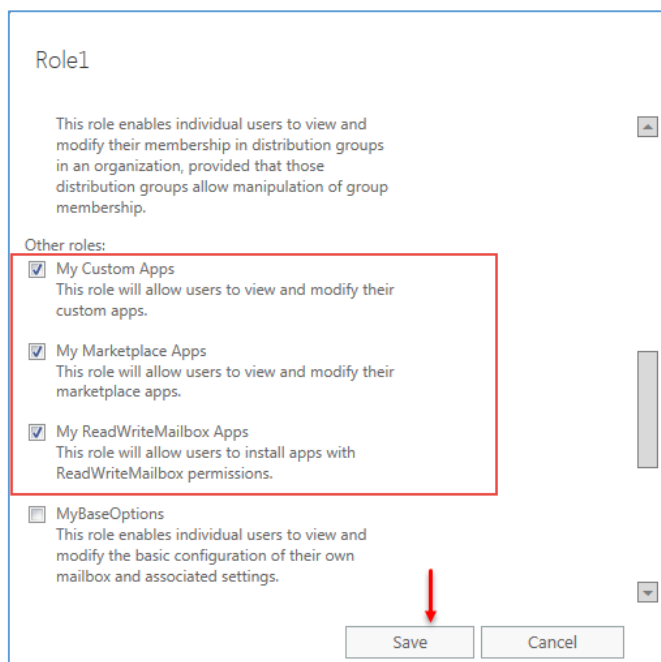 Role1
This role enables individual users to view and
modify their membership in distribution groups
in an organization, provided that those
distribution groups allow manipulation of group
membership.
Other roles:
My Custom Apps
This role will allow users to view and modify their
custom apps.
My Marketplace Apps
This role will allow users to view and modify their
marketplace apps.
My ReadWriteMailbox Apps
This role will allow users to install apps with
ReadWriteMailbox permissions.
MyBaseOptions
This role enables individual users to view and
modify the basic configuration of their own
mailbox and associated settings.
Save
Cancel